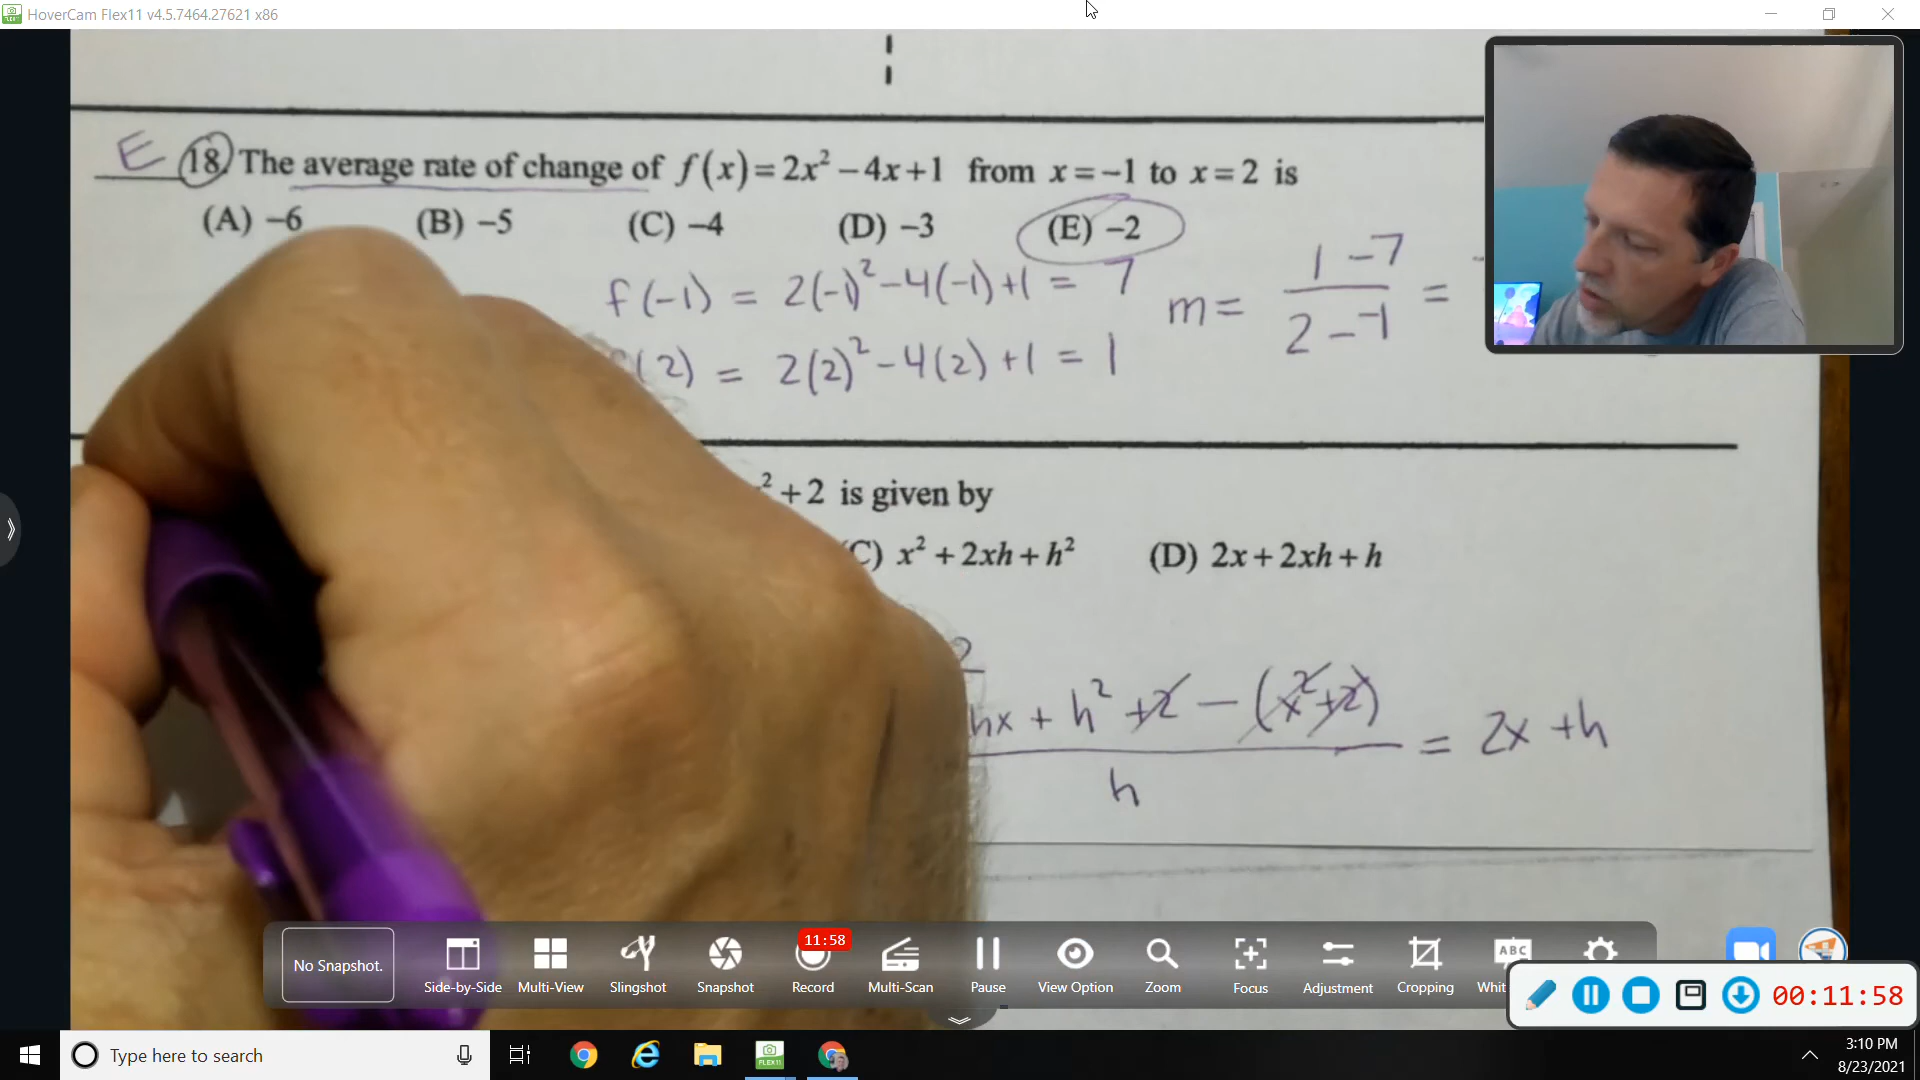 HoverCam Flex11 v4.5.7464.27621 x86
E 18. The average rate of change of f(x)=2x²−4x+1 from x=−1 to x=2 is
(A) −6 (B) −5 (C) −4 (D) −3 (E) −2
f(-1) = 2(-1)²-4(-1)+1 = 7
m = (1-7)/(2--1) =
(2) = 2(2)²-4(2)+1 = 1
² + 2 is given by
(C) x² + 2xh + h² (D) 2x + 2xh + h
hx + h² +2 - (x²+2)
= 2x + h
h
11:58
No Snapshot.
Side-by-Side Multi-View Slingshot Snapshot Record Multi-Scan Pause View Option Zoom Focus Adjustment Cropping Whit
ABC
00:11:58
Type here to search
FLEX11
3:10 PM
8/23/2021